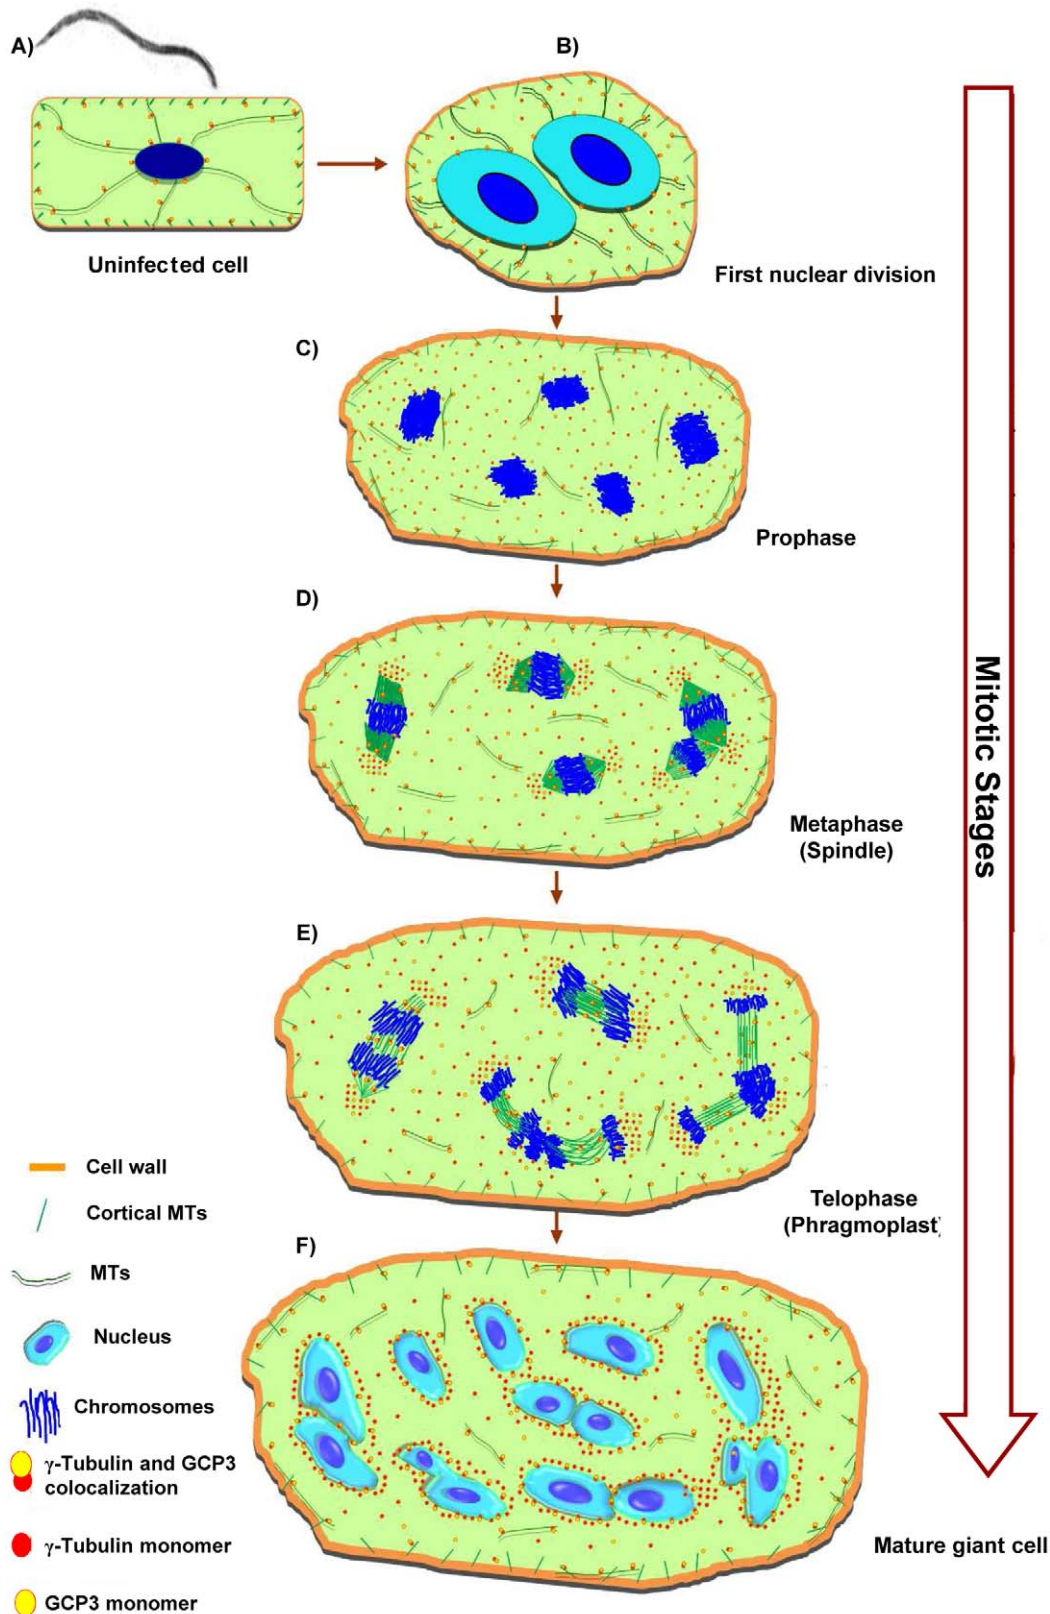 A)
B)
Uninfected cell
First nuclear division
C)
Prophase
D)
Metaphase
(Spindle)
Mitotic Stages
E)
Telophase
(Phragmoplast)
F)
Cell wall
Cortical MTs
MTs
Nucleus
Chromosomes
γ-Tubulin and GCP3
colocalization
γ-Tubulin monomer
GCP3 monomer
Mature giant cell